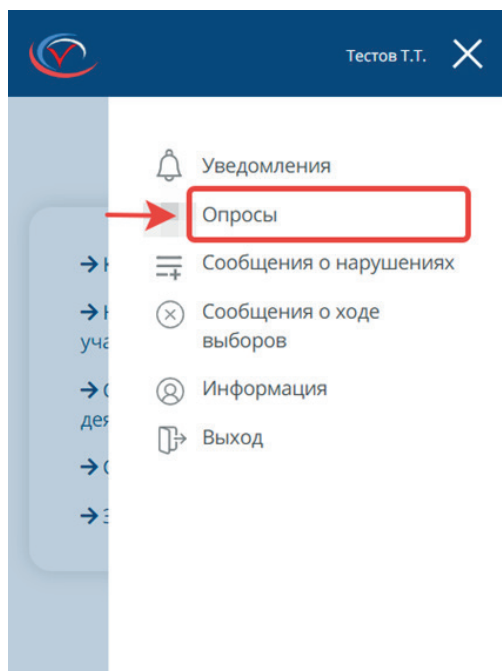 Тестов Т.Т.
Уведомления
Опросы
Сообщения о нарушениях
Сообщения о ходе
выборов
Информация
Выход